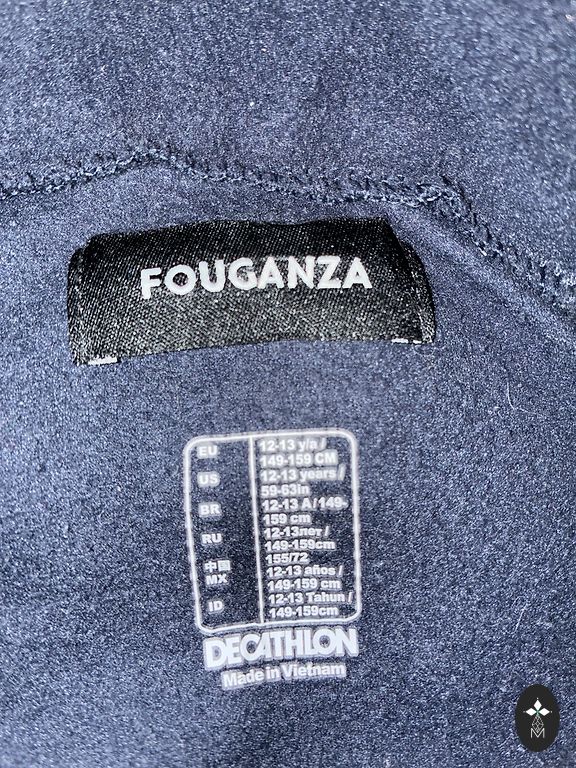 FOUGANZA
EU 12-13 y/a /
149-159 CM
US 12-13 years /
59-63in
BR 12-13 A / 149-
159 cm
RU 12-13лет /
149-159cm
中国 155/72
MX 12-13 años /
149-159 cm
ID 12-13 Tahun /
149-159cm
DECATHLON
Made in Vietnam
M